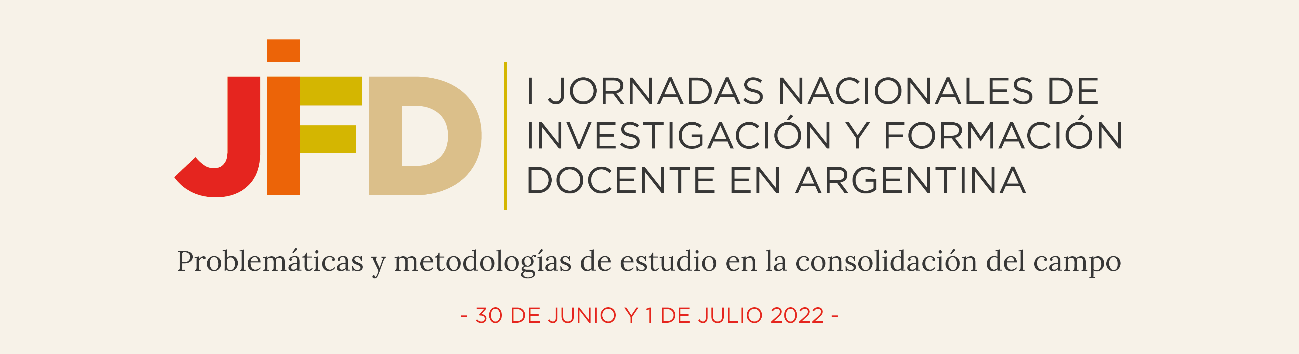 JIFD
I JORNADAS NACIONALES DE
INVESTIGACIÓN Y FORMACIÓN
DOCENTE EN ARGENTINA
Problemáticas y metodologías de estudio en la consolidación del campo
- 30 DE JUNIO Y 1 DE JULIO 2022 -